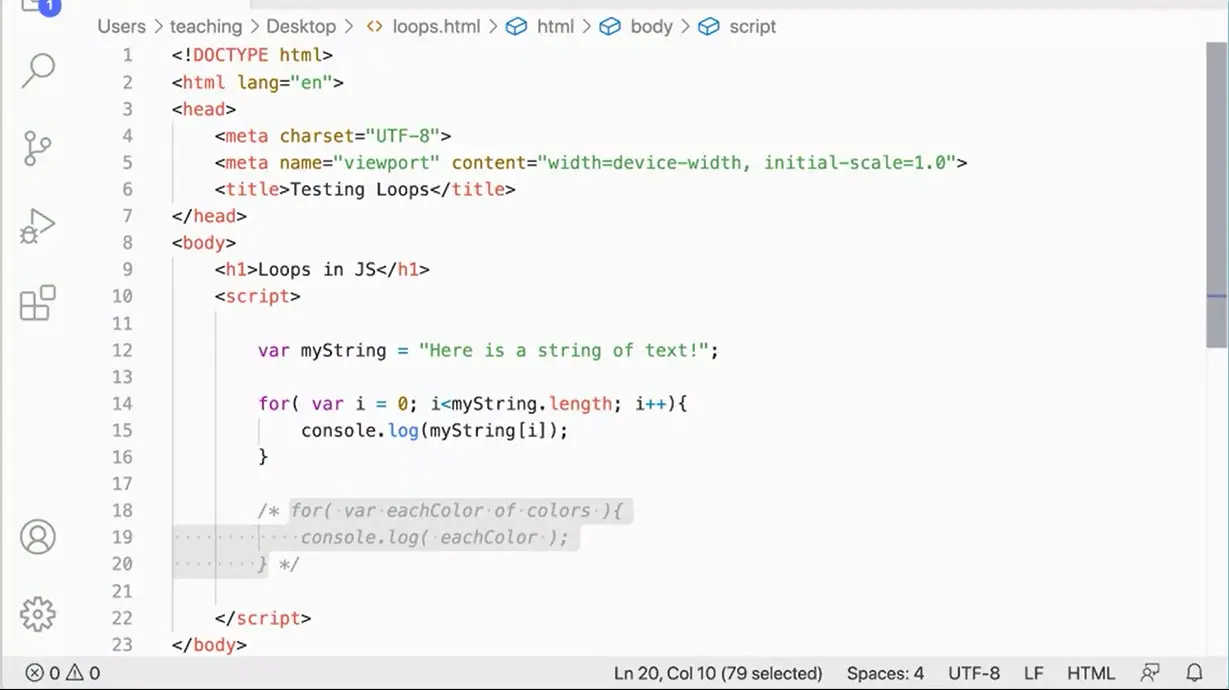 1
Users > teaching > Desktop > <> loops.html > html > body > script
1 <!DOCTYPE html>
2 <html lang="en">
3 <head>
4 <meta charset="UTF-8">
5 <meta name="viewport" content="width=device-width, initial-scale=1.0">
6 <title>Testing Loops</title>
7 </head>
8 <body>
9 <h1>Loops in JS</h1>
10 <script>
11
12 var myString = "Here is a string of text!";
13
14 for( var i = 0; i<myString.length; i++){
15 console.log(myString[i]);
16 }
17
18 /* for( var eachColor of colors ){
19 console.log( eachColor );
20 } */
21
22 </script>
23 </body>
0 0 Ln 20, Col 10 (79 selected) Spaces: 4 UTF-8 LF HTML